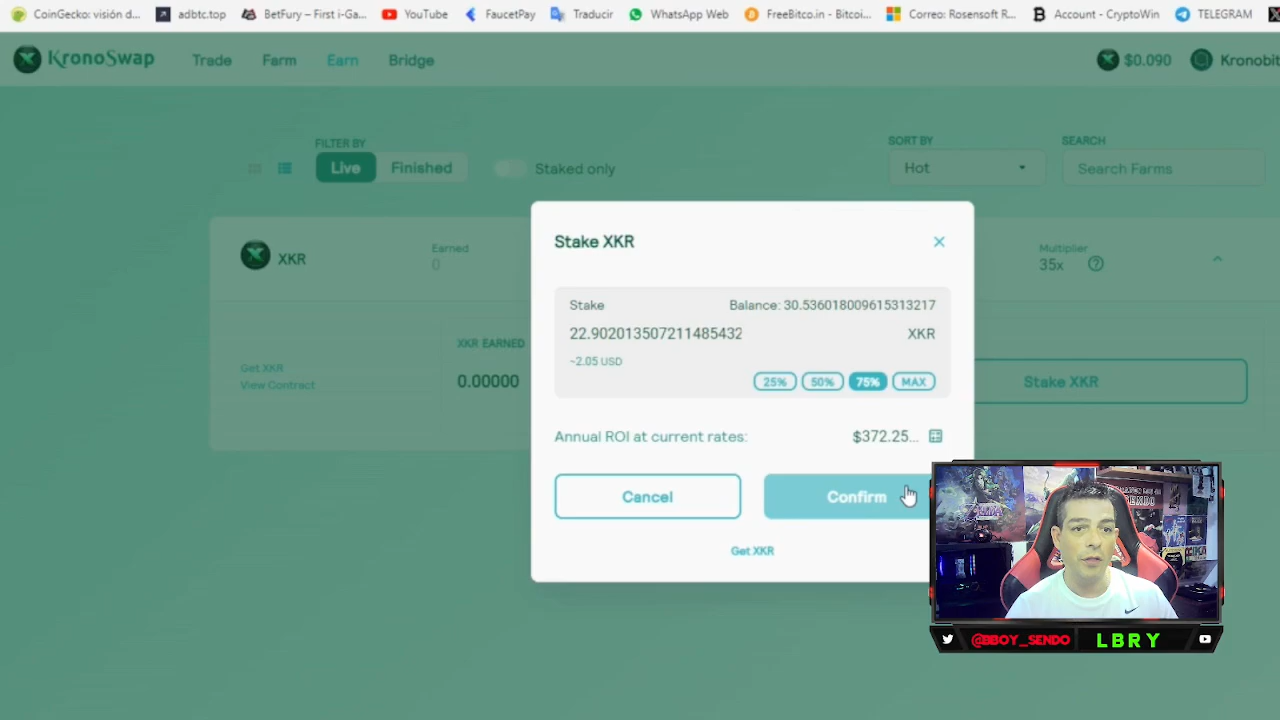 CoinGecko: visión d... adbtc.top BetFury – First i-Ga... YouTube FaucetPay Traducir WhatsApp Web FreeBitco.in - Bitcoi... Correo: Rosensoft R... Account - CryptoWin TELEGRAM
KronoSwap Trade Farm Earn Bridge $0.090 Kronobit
FILTER BY SORT BY SEARCH
Live Finished Staked only Hot Search Farms
Stake XKR
XKR Earned Multiplier
0 35x
Stake Balance: 30.536018009615313217
22.902013507211485432 XKR
~2.05 USD
25% 50% 75% MAX
XKR EARNED
Get XKR
View Contract 0.00000 Stake XKR
Annual ROI at current rates: $372.25...
Cancel Confirm
Get XKR
@BBOY_SENDO LBRY